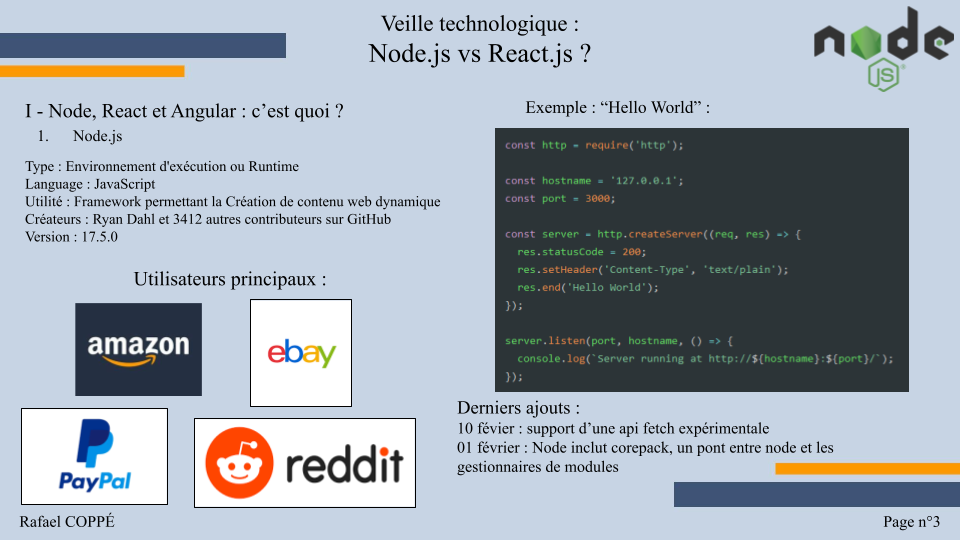 Veille technologique :
Node.js vs React.js ?
node
JS
I - Node, React et Angular : c’est quoi ?
1. Node.js
Type : Environnement d'exécution ou Runtime
Language : JavaScript
Utilité : Framework permettant la Création de contenu web dynamique
Créateurs : Ryan Dahl et 3412 autres contributeurs sur GitHub
Version : 17.5.0
Utilisateurs principaux :
amazon
ebay
PayPal
reddit
Exemple : “Hello World” :
const http = require('http');
const hostname = '127.0.0.1';
const port = 3000;
const server = http.createServer((req, res) => {
  res.statusCode = 200;
  res.setHeader('Content-Type', 'text/plain');
  res.end('Hello World');
});
server.listen(port, hostname, () => {
  console.log(`Server running at http://${hostname}:${port}/`);
});
Derniers ajouts :
10 févier : support d’une api fetch expérimentale
01 février : Node inclut corepack, un pont entre node et les
gestionnaires de modules
Rafael COPPÉ
Page n°3